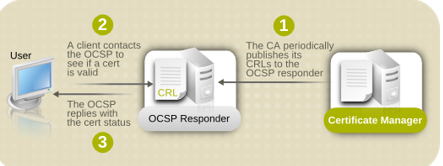 2
1
User
A client contacts
the OCSP to
see if a cert
is valid
The CA periodically
publishes its
CRLs to the
OCSP responder
CRL
The OCSP
replies with
the cert status
3
OCSP Responder
Certificate Manager